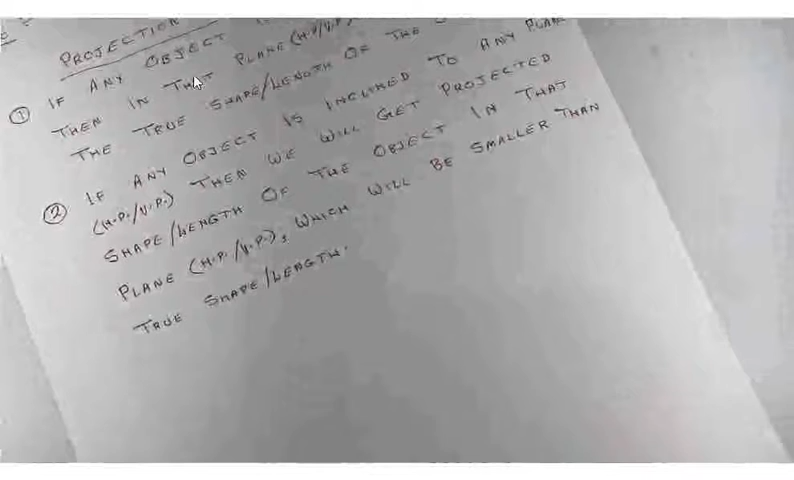 PROJECTION
① IF ANY OBJECT
THEN IN THAT PLANE (H.P/V.P)
THE TRUE SHAPE/LENGTH OF THE
② IF ANY OBJECT IS INCLINED TO ANY PLANE
(H.P./V.P.) THEN WE WILL GET PROJECTED
SHAPE/LENGTH OF THE OBJECT IN THAT
PLANE (H.P./V.P.), WHICH WILL BE SMALLER THAN
TRUE SHAPE/LENGTH.